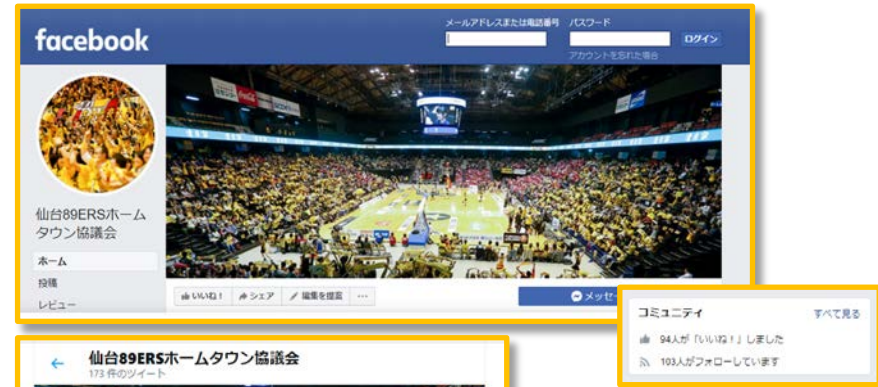 facebook
メールアドレスまたは電話番号 パスワード
ログイン
アカウントを忘れた場合
仙台89ERSホーム
タウン協議会
ホーム
投稿
レビュー
いいね! シェア 編集を提案 …
メッセ
コミュニティ すべて見る
94人が「いいね!」しました
103人がフォローしています
← 仙台89ERSホームタウン協議会
173 件のツイート